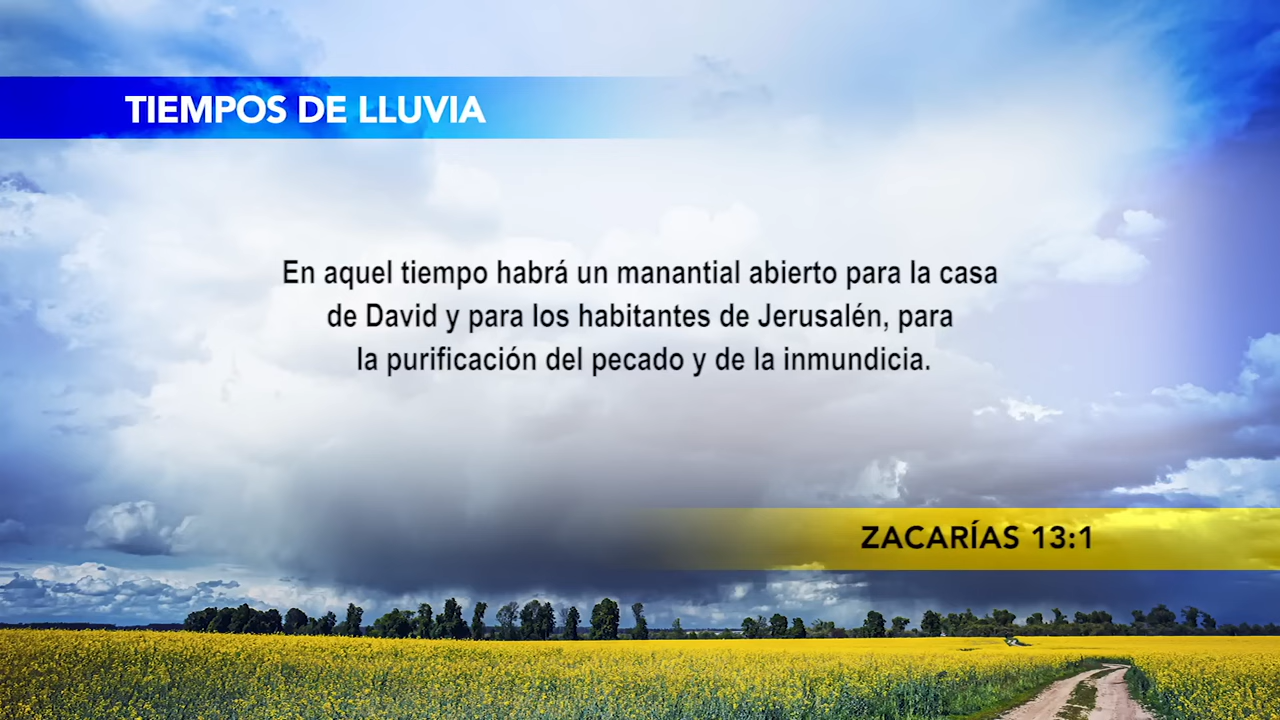 TIEMPOS DE LLUVIA
En aquel tiempo habrá un manantial abierto para la casa
de David y para los habitantes de Jerusalén, para
la purificación del pecado y de la inmundicia.
ZACARÍAS 13:1